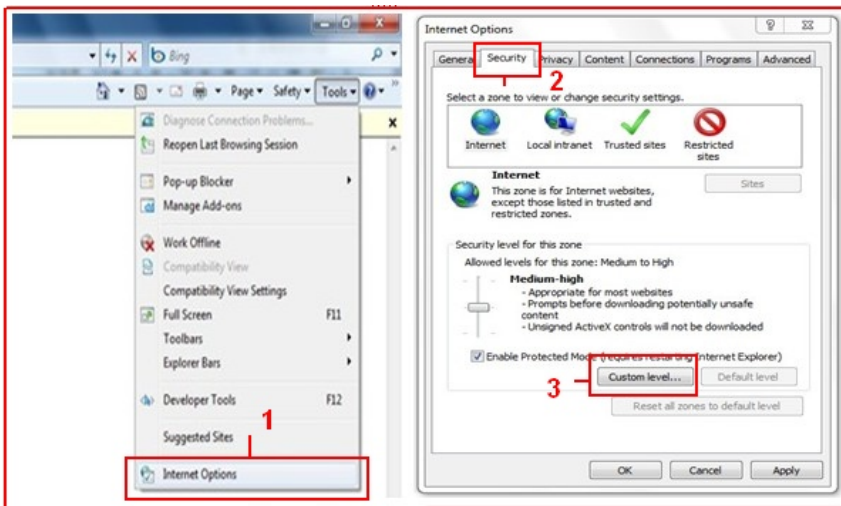 Bing
Page Safety Tools
Diagnose Connection Problems...
Reopen Last Browsing Session
Pop-up Blocker
Manage Add-ons
Work Offline
Compatibility View
Compatibility View Settings
Full Screen F11
Toolbars
Explorer Bars
Developer Tools F12
1
Suggested Sites
Internet Options
Internet Options
General Security Privacy Content Connections Programs Advanced
2
Select a zone to view or change security settings.
Internet Local intranet Trusted sites Restricted
sites
Internet
Sites
This zone is for Internet websites,
except those listed in trusted and
restricted zones.
Security level for this zone
Allowed levels for this zone: Medium to High
Medium-high
- Appropriate for most websites
- Prompts before downloading potentially unsafe
content
- Unsigned ActiveX controls will not be downloaded
Enable Protected Mode (requires restarting Internet Explorer)
3
Custom level... Default level
Reset all zones to default level
OK Cancel Apply